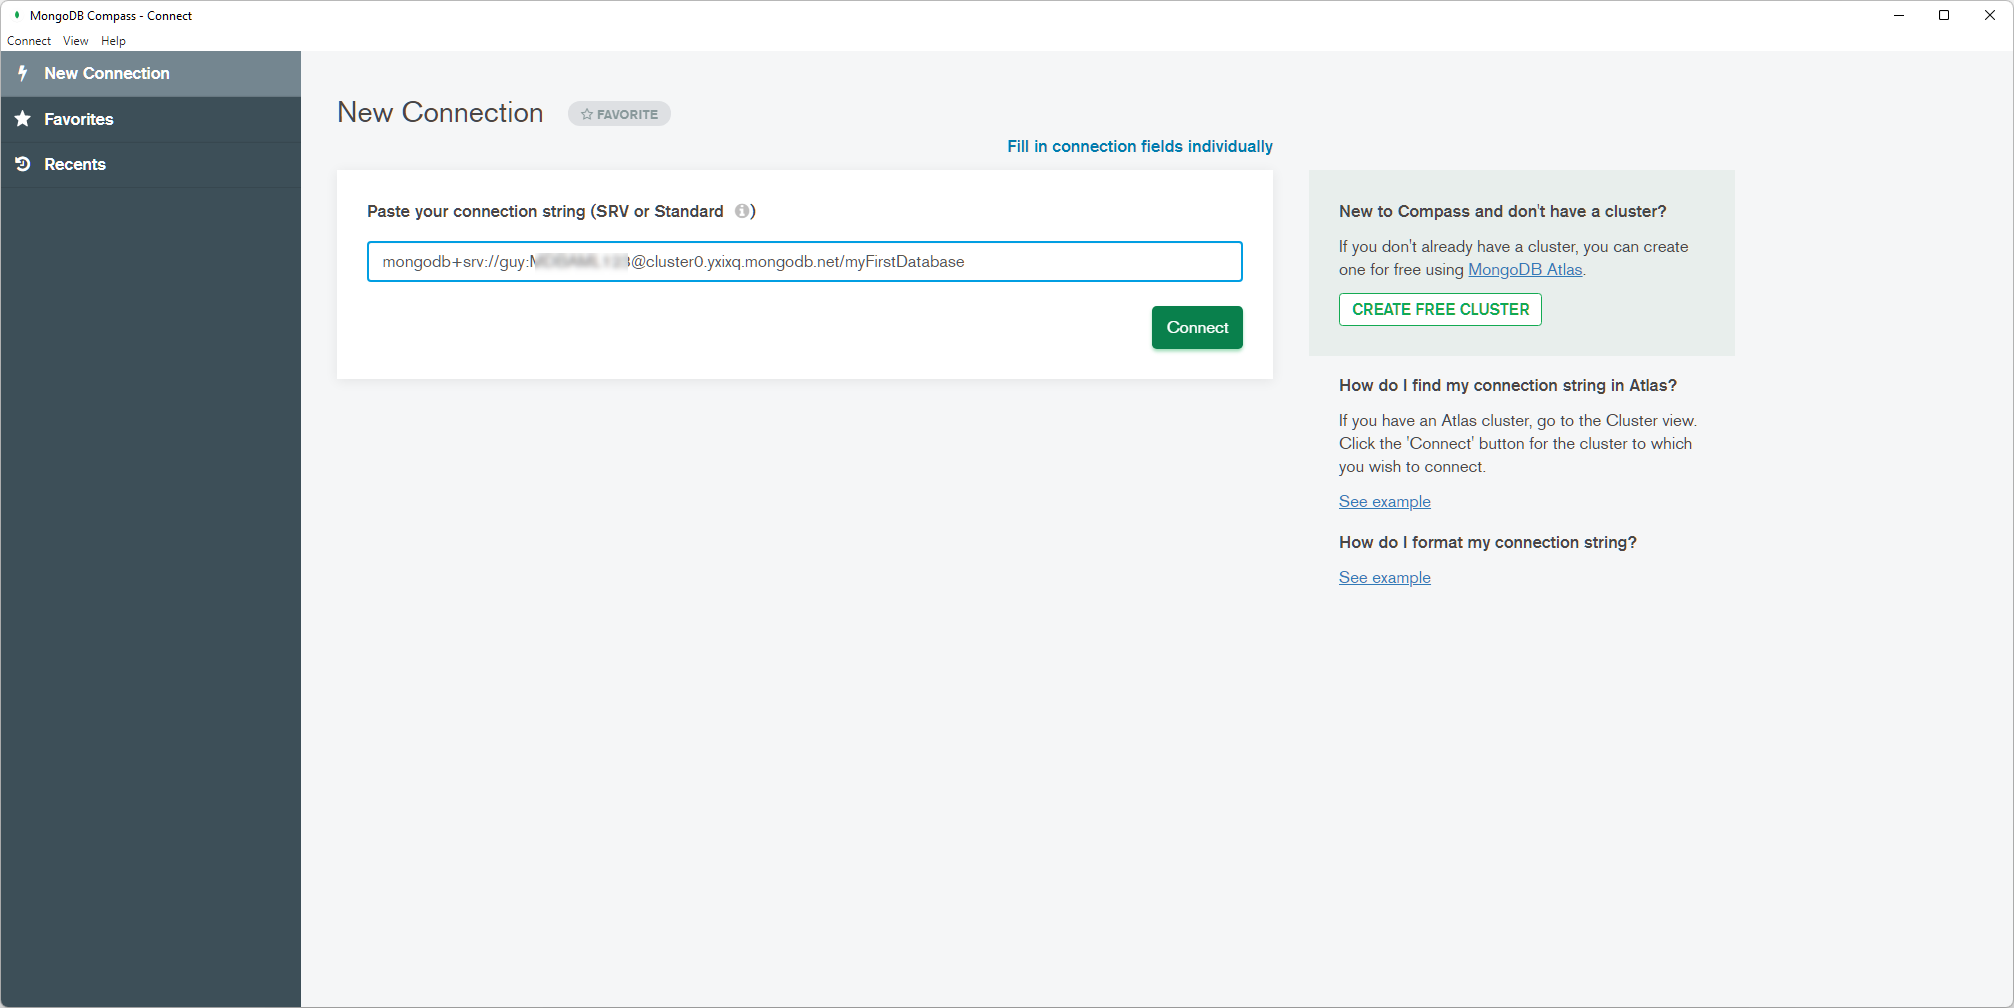 MongoDB Compass - Connect
Connect View Help
New Connection
Favorites
Recents
New Connection
FAVORITE
Fill in connection fields individually
Paste your connection string (SRV or Standard )
mongodb+srv://guy: @cluster0.yxixq.mongodb.net/myFirstDatabase
Connect
New to Compass and don't have a cluster?
If you don't already have a cluster, you can create
one for free using MongoDB Atlas.
CREATE FREE CLUSTER
How do I find my connection string in Atlas?
If you have an Atlas cluster, go to the Cluster view.
Click the 'Connect' button for the cluster to which
you wish to connect.
See example
How do I format my connection string?
See example